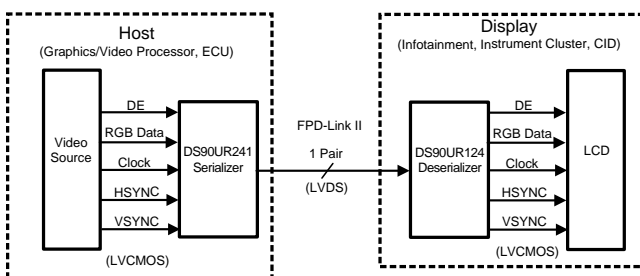 Host
(Graphics/Video Processor, ECU)
Video
Source
DE
RGB Data
Clock
HSYNC
VSYNC
(LVCMOS)
DS90UR241
Serializer
FPD-Link II
1 Pair
(LVDS)
Display
(Infotainment, Instrument Cluster, CID)
DS90UR124
Deserializer
DE
RGB Data
Clock
HSYNC
VSYNC
(LVCMOS)
LCD